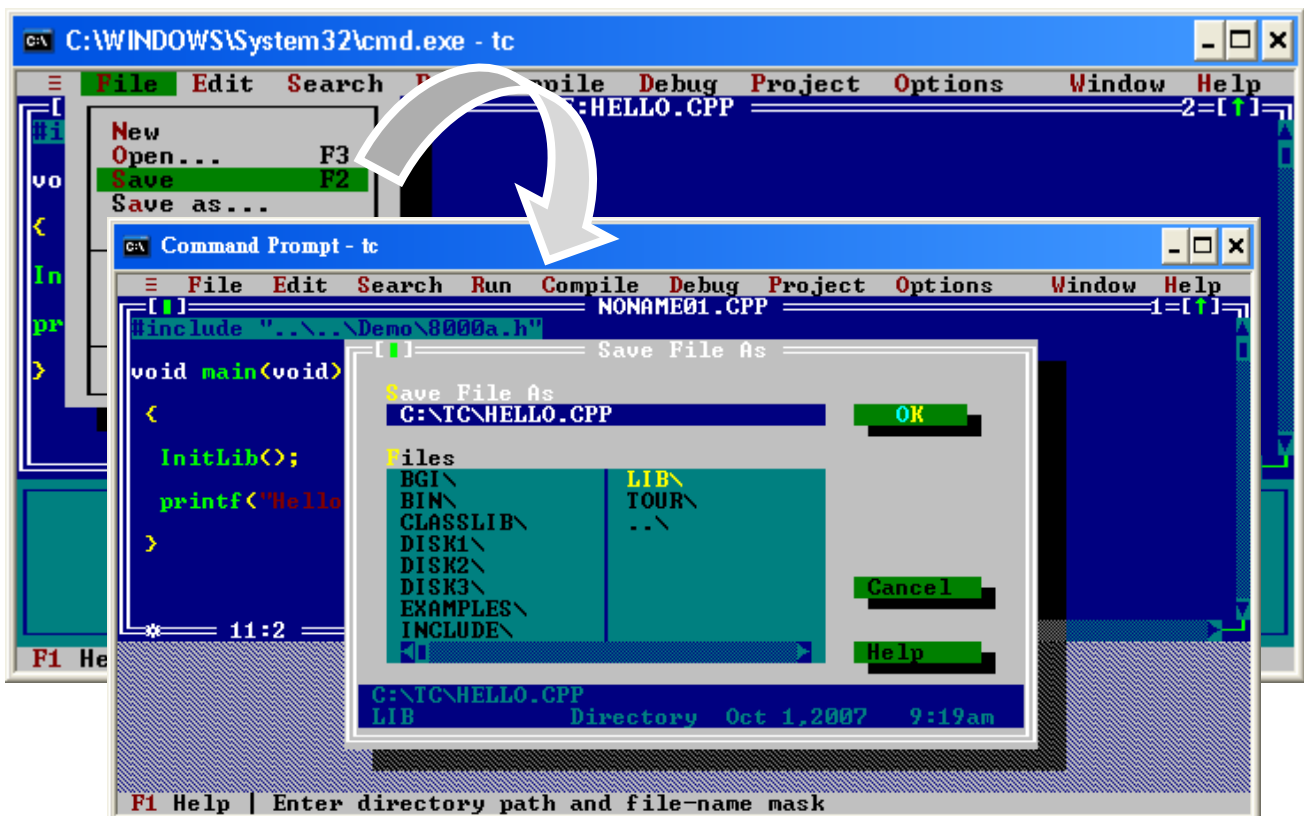 C:\WINDOWS\System32\cmd.exe - tc
≡ File Edit Search mpile Debug Project Options Window Help
:HELLO.CPP 2=[↑]
#i
New
Open... F3
vo
Save F2
Save as...
{
In
pr
}
F1 He
Command Prompt - tc
≡ File Edit Search Run Compile Debug Project Options Window Help
NONAME01.CPP 1=[↑]
#include "..\..\Demo\8000a.h"
void main(void)
{
InitLib();
printf("Hello
}
11:2
Save File As
Save File As
C:\TC\HELLO.CPP OK
Files
BGI\ LIB\
BIN\ TOUR\
CLASSLIB\ ..\
DISK1\
DISK2\
DISK3\ Cancel
EXAMPLES\
INCLUDE\
Help
C:\TC\HELLO.CPP
LIB Directory Oct 1,2007 9:19am
F1 Help | Enter directory path and file-name mask